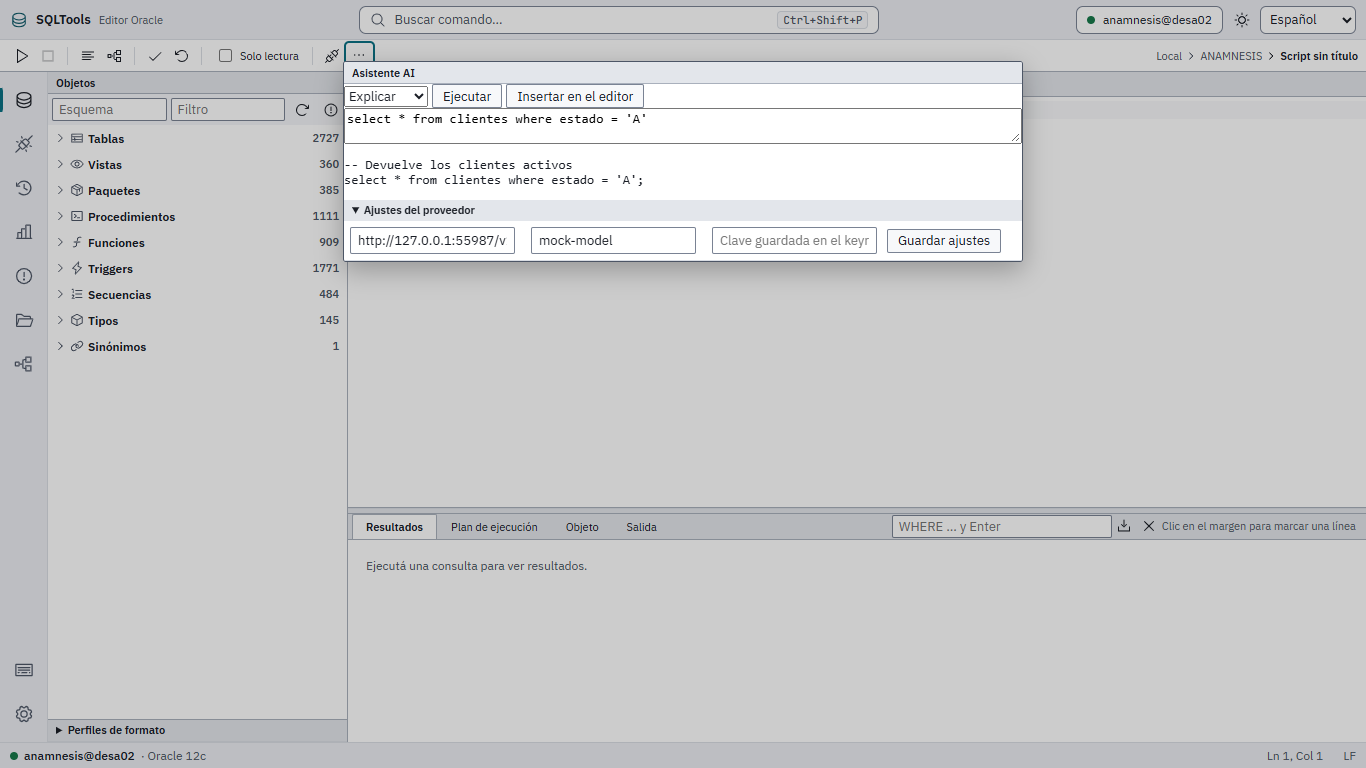 SQLTools Editor Oracle
Buscar comando... Ctrl+Shift+P
anamnesis@desa02
Español
Solo lectura
...
Local > ANAMNESIS > Script sin título
Objetos
Esquema
Filtro
Tablas 2727
Vistas 360
Paquetes 385
Procedimientos 1111
Funciones 909
Triggers 1771
Secuencias 484
Tipos 145
Sinónimos 1
Perfiles de formato
Asistente AI
Explicar
Ejecutar
Insertar en el editor
select * from clientes where estado = 'A'
-- Devuelve los clientes activos
select * from clientes where estado = 'A';
Ajustes del proveedor
http://127.0.0.1:55987/v
mock-model
Clave guardada en el keyr
Guardar ajustes
Resultados
Plan de ejecución
Objeto
Salida
WHERE ... y Enter
Clic en el margen para marcar una línea
Ejecutá una consulta para ver resultados.
anamnesis@desa02 · Oracle 12c
Ln 1, Col 1
LF